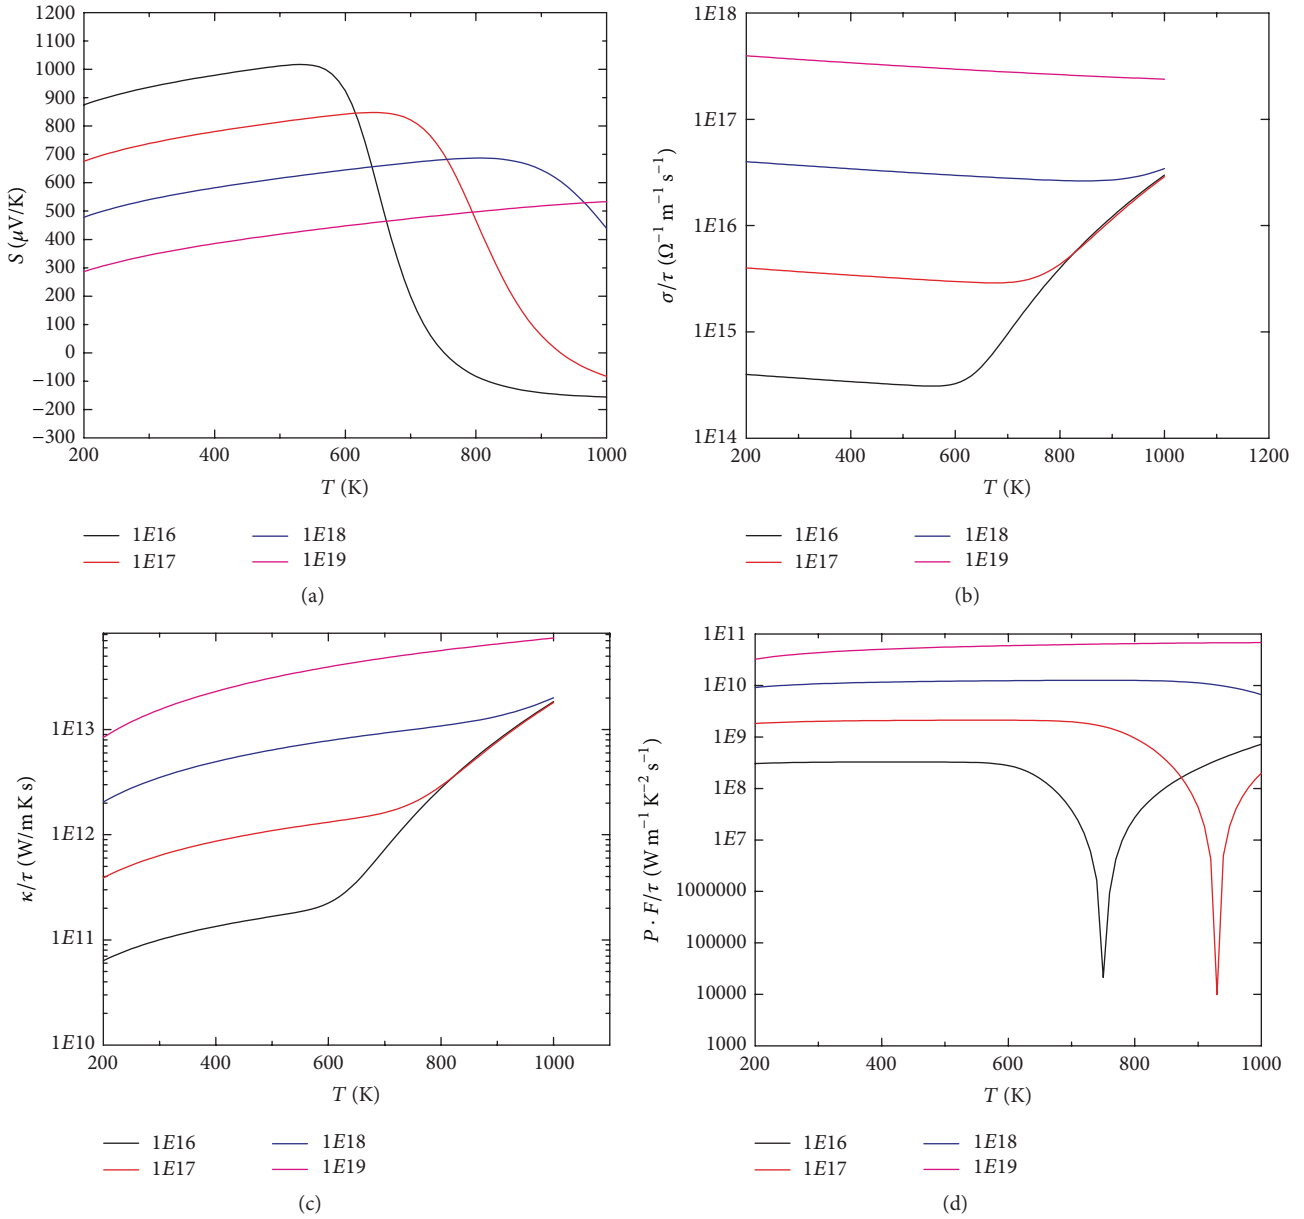 1200
1100
1000
900
800
700
600
500
400
300
200
100
0
−100
−200
−300
S (μV/K)
200 400 600 800 1000
T (K)
1E16 1E18
1E17 1E19
(a)
1E18
1E17
1E16
1E15
1E14
σ/τ (Ω⁻¹ m⁻¹ s⁻¹)
200 400 600 800 1000 1200
T (K)
1E16 1E18
1E17 1E19
(b)
1E13
1E12
1E11
1E10
κ/τ (W/m K s)
200 400 600 800 1000
T (K)
1E16 1E18
1E17 1E19
(c)
1E11
1E10
1E9
1E8
1E7
1000000
100000
10000
1000
P · F/τ (W m⁻¹ K⁻² s⁻¹)
200 400 600 800 1000
T (K)
1E16 1E18
1E17 1E19
(d)